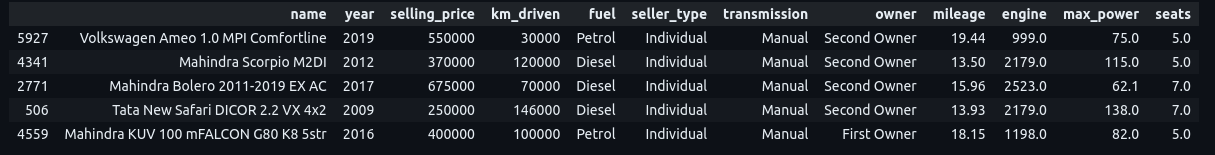 name year selling_price km_driven fuel seller_type transmission owner mileage engine max_power seats
5927 Volkswagen Ameo 1.0 MPI Comfortline 2019 550000 30000 Petrol Individual Manual Second Owner 19.44 999.0 75.0 5.0
4341 Mahindra Scorpio M2DI 2012 370000 120000 Diesel Individual Manual Second Owner 13.50 2179.0 115.0 5.0
2771 Mahindra Bolero 2011-2019 EX AC 2017 675000 70000 Diesel Individual Manual Second Owner 15.96 2523.0 62.1 7.0
506 Tata New Safari DICOR 2.2 VX 4x2 2009 250000 146000 Diesel Individual Manual Second Owner 13.93 2179.0 138.0 7.0
4559 Mahindra KUV 100 mFALCON G80 K8 5str 2016 400000 100000 Petrol Individual Manual First Owner 18.15 1198.0 82.0 5.0